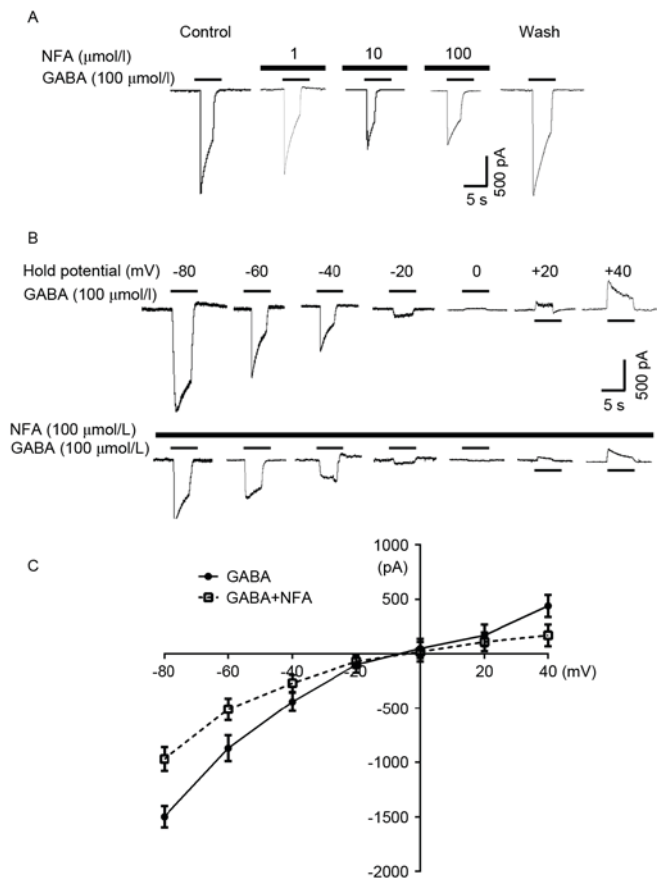 A
Control Wash
NFA (μmol/l) 1 10 100
GABA (100 μmol/l)
500 pA
5 s
B
Hold potential (mV) -80 -60 -40 -20 0 +20 +40
GABA (100 μmol/l)
500 pA
5 s
NFA (100 μmol/L)
GABA (100 μmol/L)
C
GABA
GABA+NFA
1000
(pA)
500
-80 -60 -40 -20 0 20 40 (mV)
-500
-1000
-1500
-2000